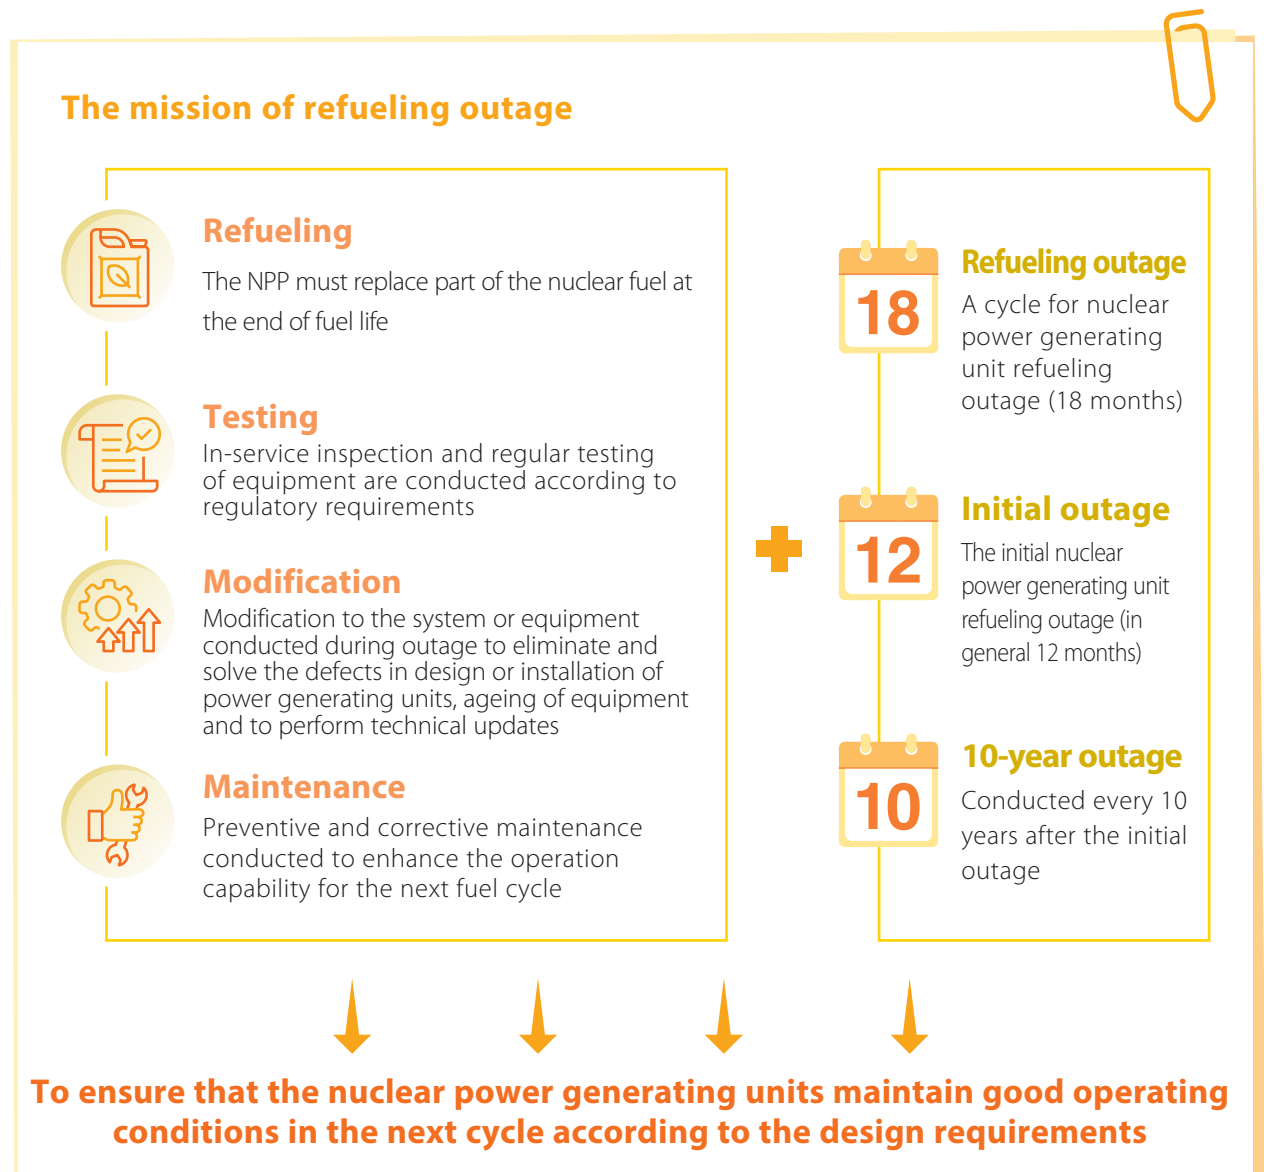 The mission of refueling outage
Refueling
The NPP must replace part of the nuclear fuel at
the end of fuel life
Testing
In-service inspection and regular testing
of equipment are conducted according to
regulatory requirements
Modification
Modification to the system or equipment
conducted during outage to eliminate and
solve the defects in design or installation of
power generating units, ageing of equipment
and to perform technical updates
Maintenance
Preventive and corrective maintenance
conducted to enhance the operation
capability for the next fuel cycle
18
Refueling outage
A cycle for nuclear
power generating
unit refueling
outage (18 months)
12
Initial outage
The initial nuclear
power generating unit
refueling outage (in
general 12 months)
10
10-year outage
Conducted every 10
years after the initial
outage
To ensure that the nuclear power generating units maintain good operating
conditions in the next cycle according to the design requirements